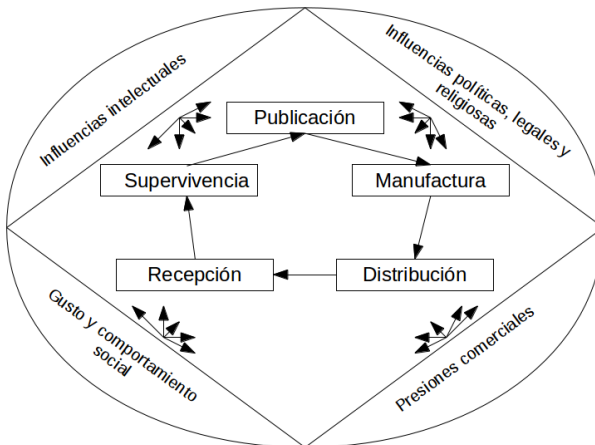 Influencias intelectuales
Influencias políticas, legales y
religiosas
Publicación
Supervivencia
Manufactura
Recepción
Distribución
Gusto y comportamiento
social
Presiones comerciales